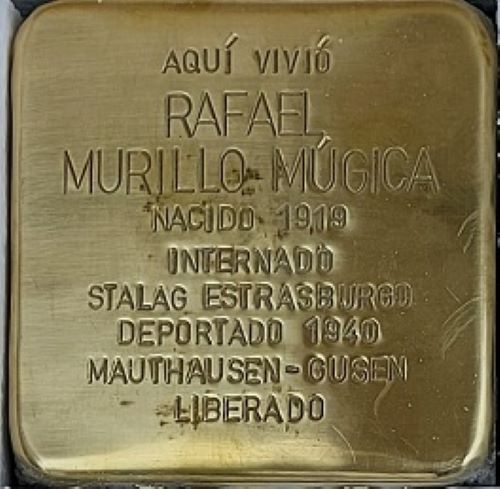 AQUÍ VIVIÓ
RAFAEL
MURILLO MÚGICA
NACIDO 1919
INTERNADO
STALAG ESTRASBURGO
DEPORTADO 1940
MAUTHAUSEN-GUSEN
LIBERADO